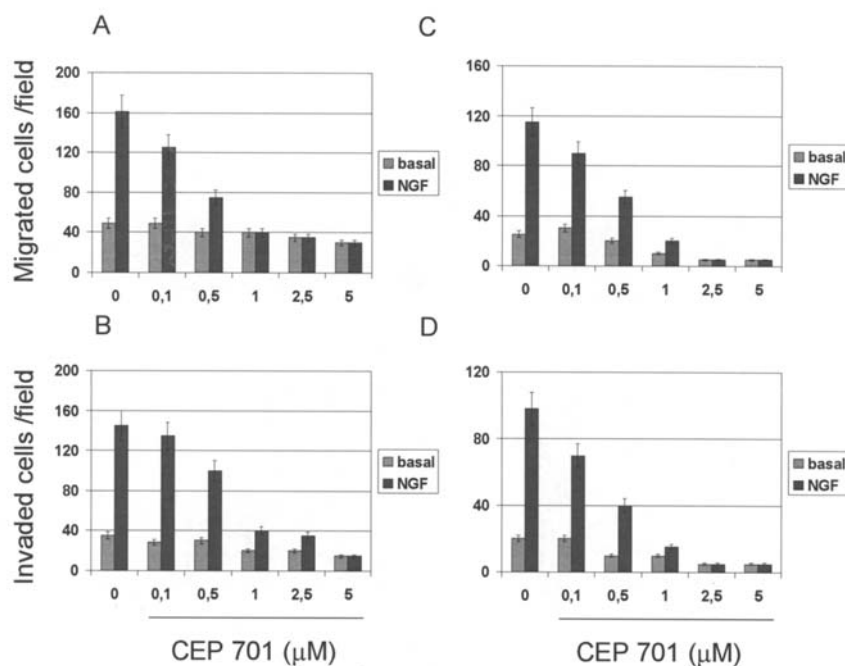 A
Migrated cells /field
200
160
120
80
40
0
0 0,1 0,5 1 2,5 5
basal
NGF
C
160
120
80
40
0
0 0,1 0,5 1 2,5 5
basal
NGF
B
Invaded cells /field
200
160
120
80
40
0
0 0,1 0,5 1 2,5 5
basal
NGF
CEP 701 (μM)
D
120
80
40
0
0 0,1 0,5 1 2,5 5
basal
NGF
CEP 701 (μM)